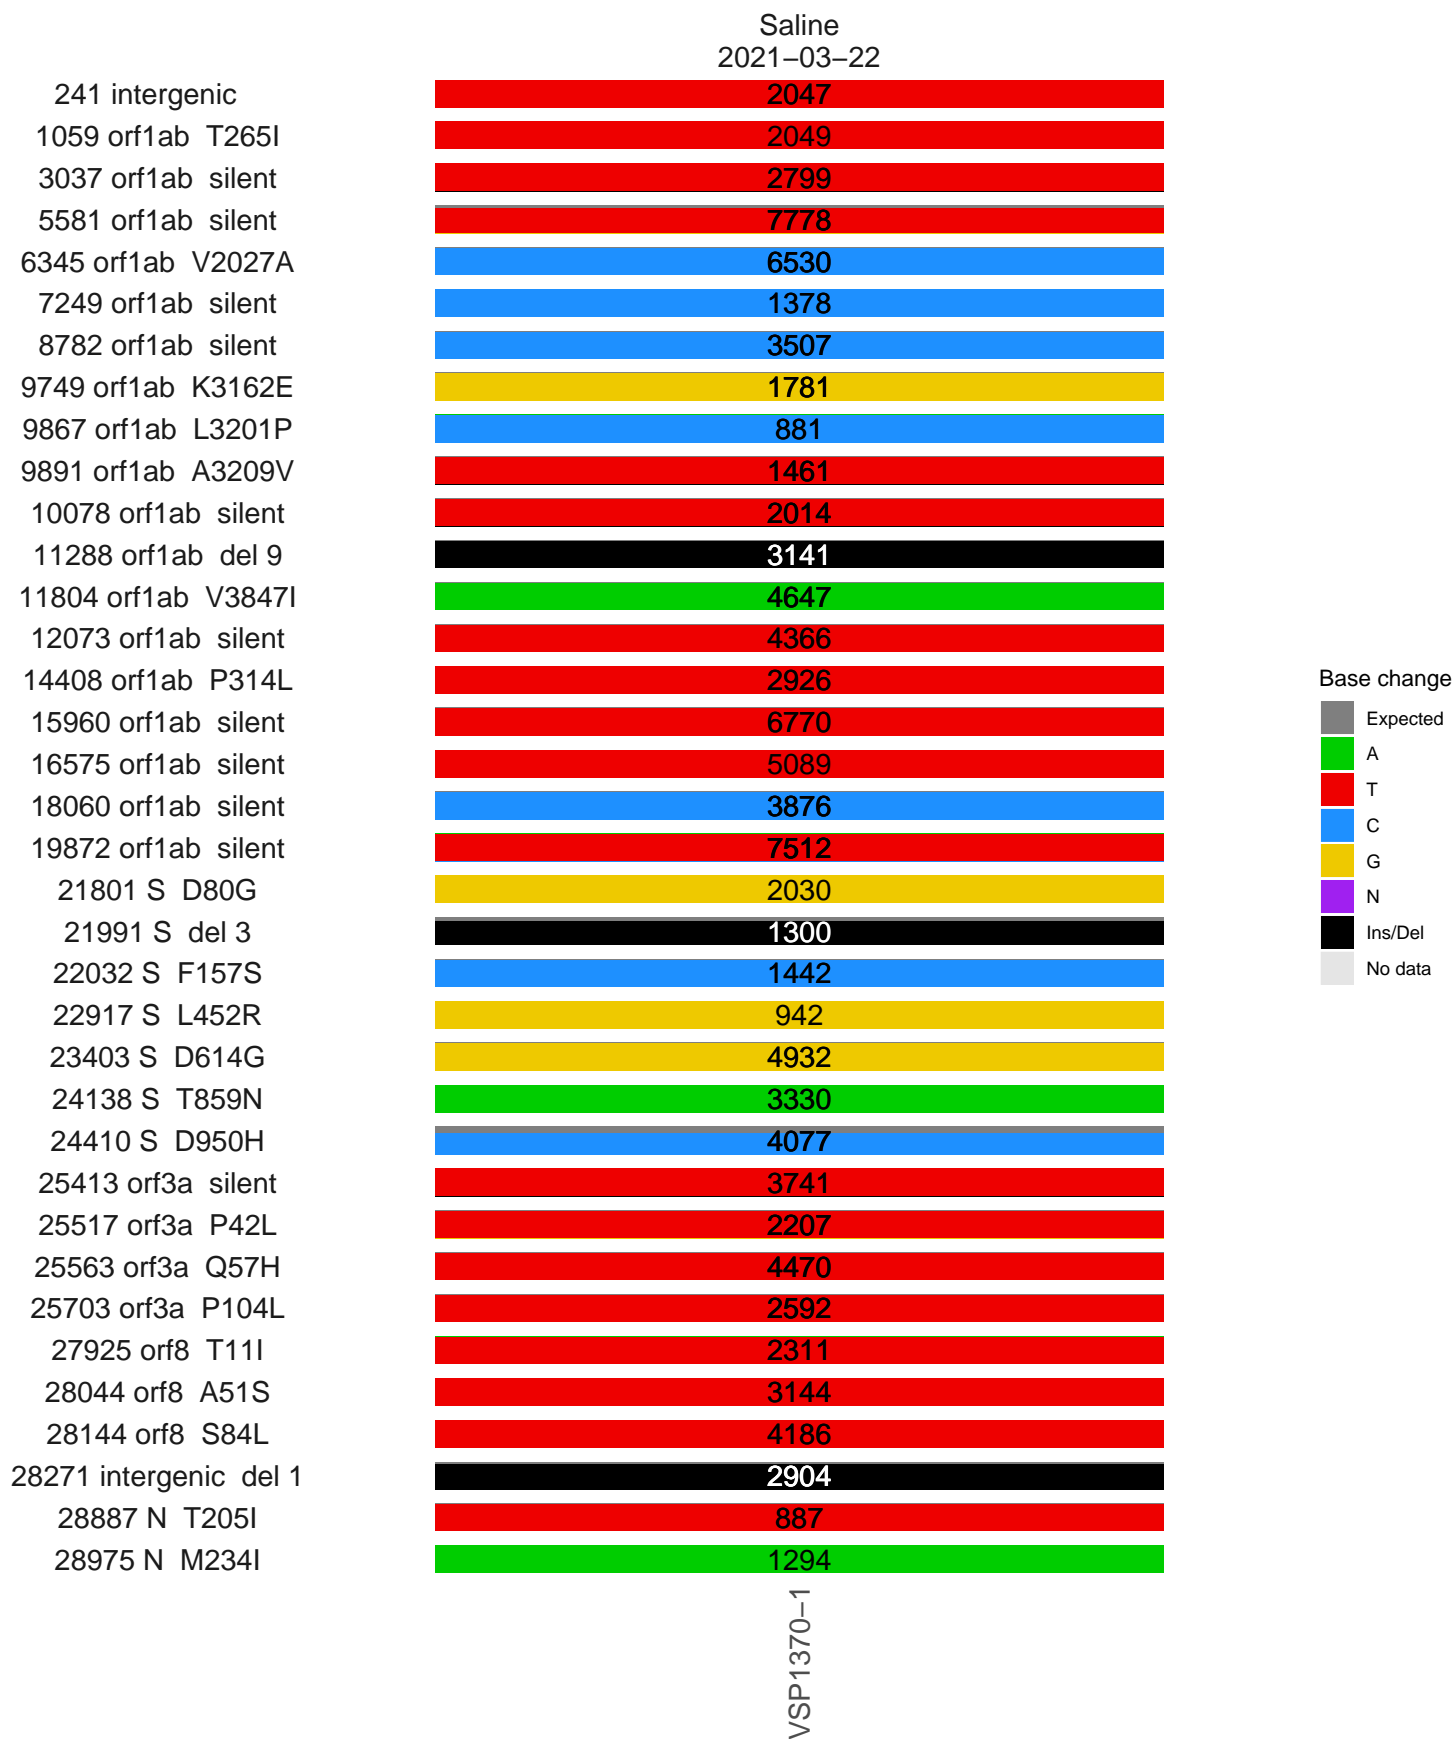 Saline
2021−03−22
241 intergenic 2047
1059 orf1ab T265I 2049
3037 orf1ab silent 2799
5581 orf1ab silent 7778
6345 orf1ab V2027A 6530
7249 orf1ab silent 1378
8782 orf1ab silent 3507
9749 orf1ab K3162E 1781
9867 orf1ab L3201P 881
9891 orf1ab A3209V 1461
10078 orf1ab silent 2014
11288 orf1ab del 9 3141
11804 orf1ab V3847I 4647
12073 orf1ab silent 4366
14408 orf1ab P314L 2926
15960 orf1ab silent 6770
16575 orf1ab silent 5089
18060 orf1ab silent 3876
19872 orf1ab silent 7512
21801 S D80G 2030
21991 S del 3 1300
22032 S F157S 1442
22917 S L452R 942
23403 S D614G 4932
24138 S T859N 3330
24410 S D950H 4077
25413 orf3a silent 3741
25517 orf3a P42L 2207
25563 orf3a Q57H 4470
25703 orf3a P104L 2592
27925 orf8 T11I 2311
28044 orf8 A51S 3144
28144 orf8 S84L 4186
28271 intergenic del 1 2904
28887 N T205I 887
28975 N M234I 1294
VSP1370−1
Base change
Expected
A
T
C
G
N
Ins/Del
No data